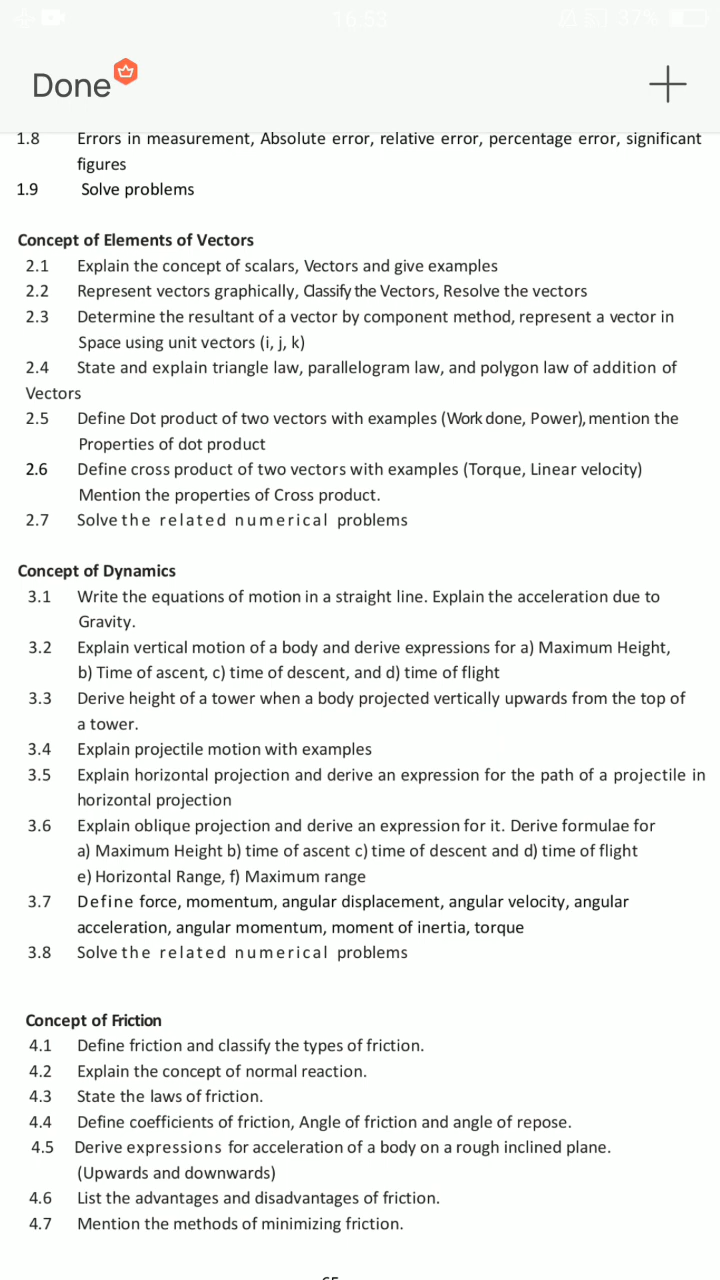 16:53
37%
Done
1.8 Errors in measurement, Absolute error, relative error, percentage error, significant
figures
1.9 Solve problems
Concept of Elements of Vectors
2.1 Explain the concept of scalars, Vectors and give examples
2.2 Represent vectors graphically, Classify the Vectors, Resolve the vectors
2.3 Determine the resultant of a vector by component method, represent a vector in
Space using unit vectors (i, j, k)
2.4 State and explain triangle law, parallelogram law, and polygon law of addition of
Vectors
2.5 Define Dot product of two vectors with examples (Work done, Power), mention the
Properties of dot product
2.6 Define cross product of two vectors with examples (Torque, Linear velocity)
Mention the properties of Cross product.
2.7 Solve the related numerical problems
Concept of Dynamics
3.1 Write the equations of motion in a straight line. Explain the acceleration due to
Gravity.
3.2 Explain vertical motion of a body and derive expressions for a) Maximum Height,
b) Time of ascent, c) time of descent, and d) time of flight
3.3 Derive height of a tower when a body projected vertically upwards from the top of
a tower.
3.4 Explain projectile motion with examples
3.5 Explain horizontal projection and derive an expression for the path of a projectile in
horizontal projection
3.6 Explain oblique projection and derive an expression for it. Derive formulae for
a) Maximum Height b) time of ascent c) time of descent and d) time of flight
e) Horizontal Range, f) Maximum range
3.7 Define force, momentum, angular displacement, angular velocity, angular
acceleration, angular momentum, moment of inertia, torque
3.8 Solve the related numerical problems
Concept of Friction
4.1 Define friction and classify the types of friction.
4.2 Explain the concept of normal reaction.
4.3 State the laws of friction.
4.4 Define coefficients of friction, Angle of friction and angle of repose.
4.5 Derive expressions for acceleration of a body on a rough inclined plane.
(Upwards and downwards)
4.6 List the advantages and disadvantages of friction.
4.7 Mention the methods of minimizing friction.